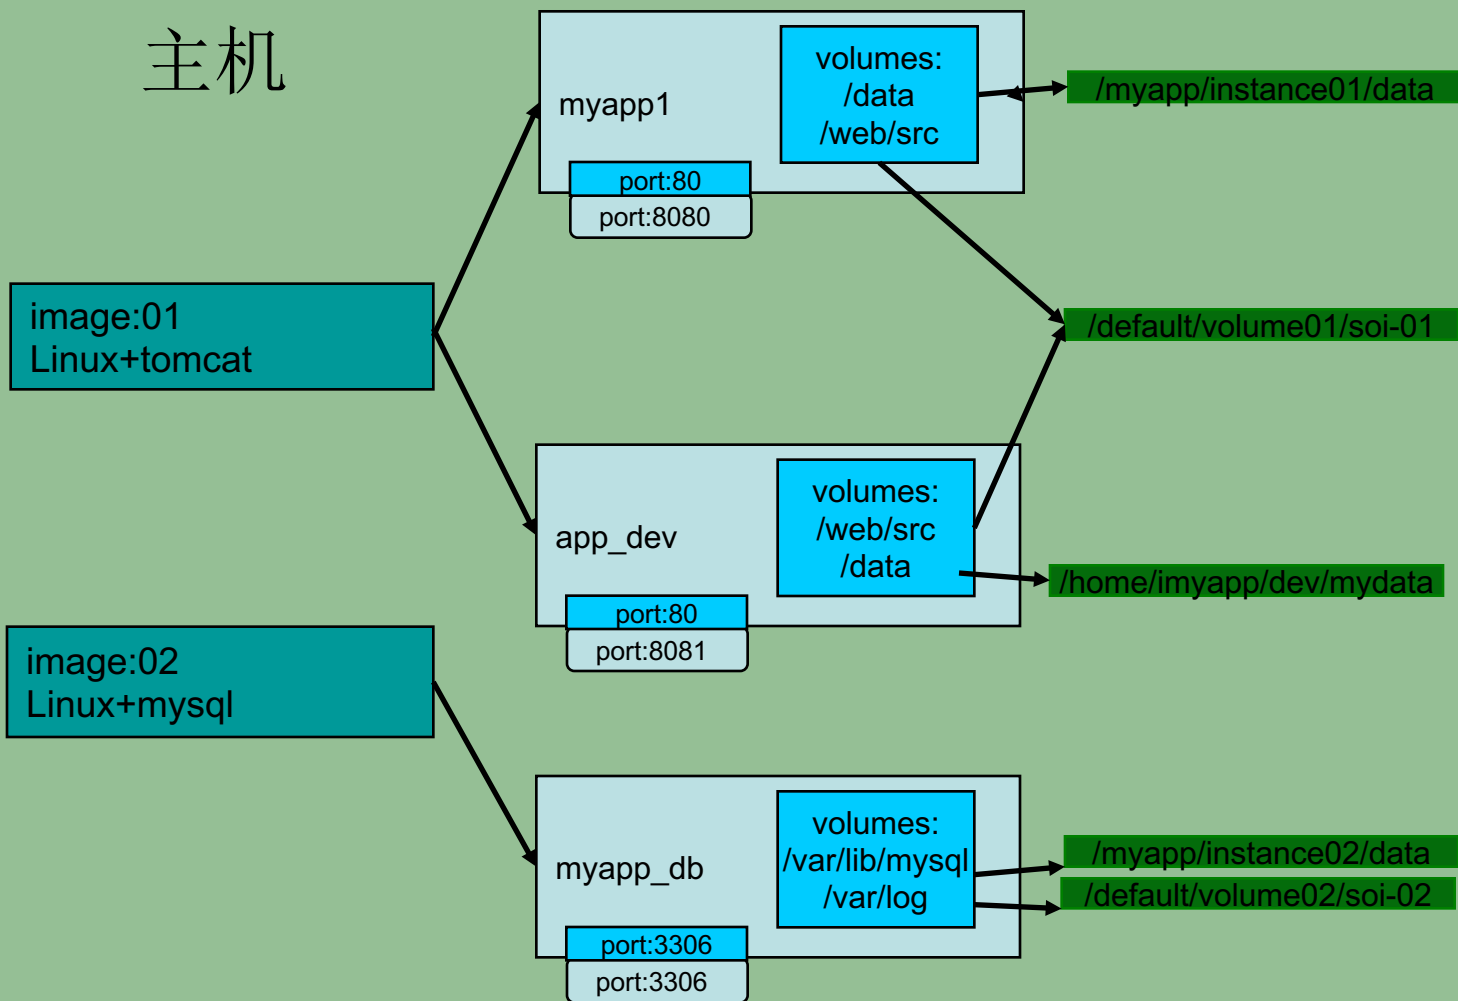 主机
myapp1
volumes:
/data
/web/src
/myapp/instance01/data
port:80
port:8080
image:01
Linux+tomcat
/default/volume01/soi-01
app_dev
volumes:
/web/src
/data
/home/imyapp/dev/mydata
port:80
port:8081
image:02
Linux+mysql
myapp_db
volumes:
/var/lib/mysql
/var/log
/myapp/instance02/data
/default/volume02/soi-02
port:3306
port:3306